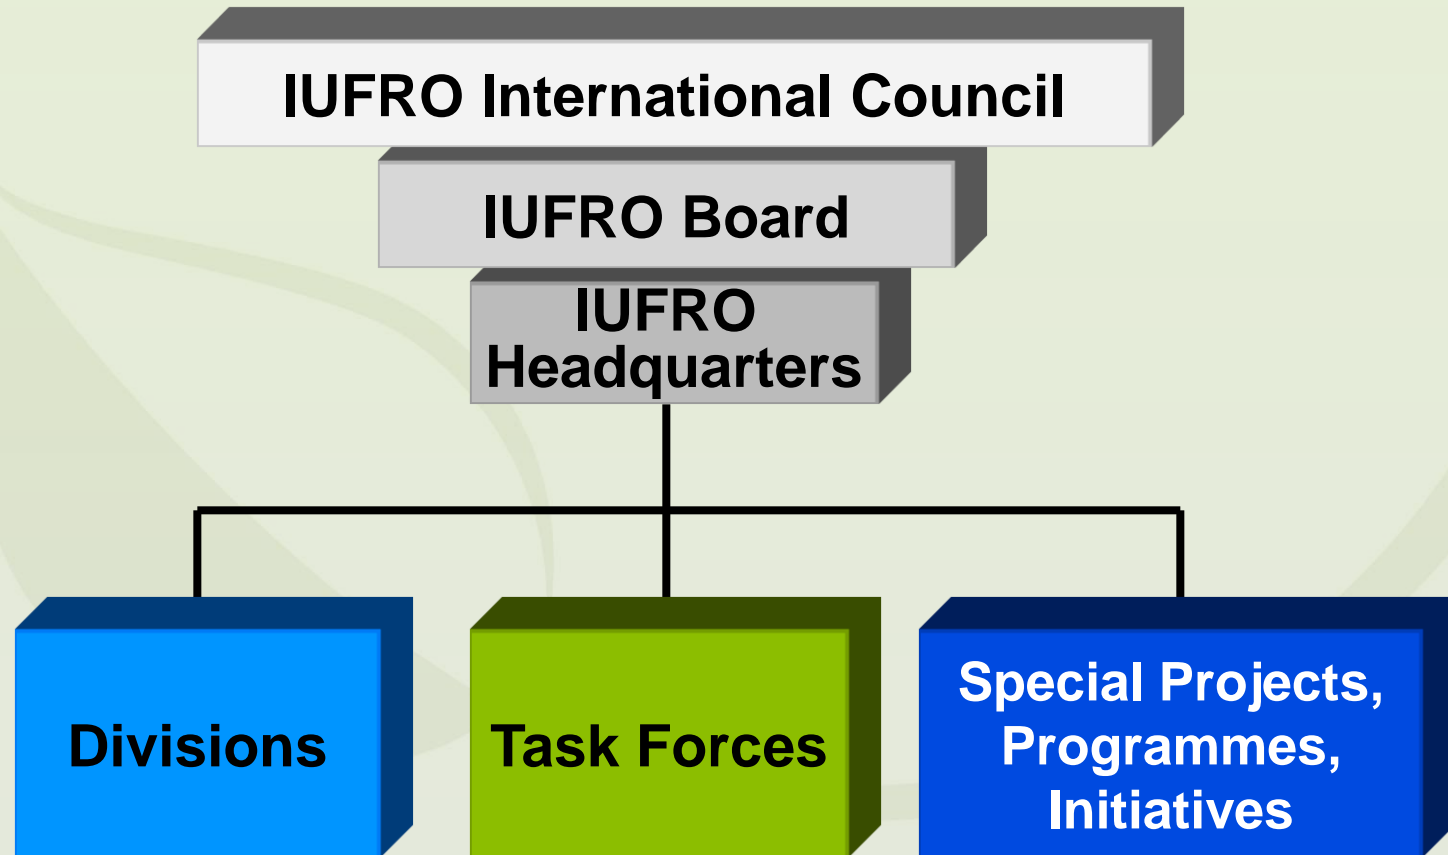 IUFRO International Council
IUFRO Board
IUFRO
Headquarters
Divisions
Task Forces
Special Projects,
Programmes,
Initiatives